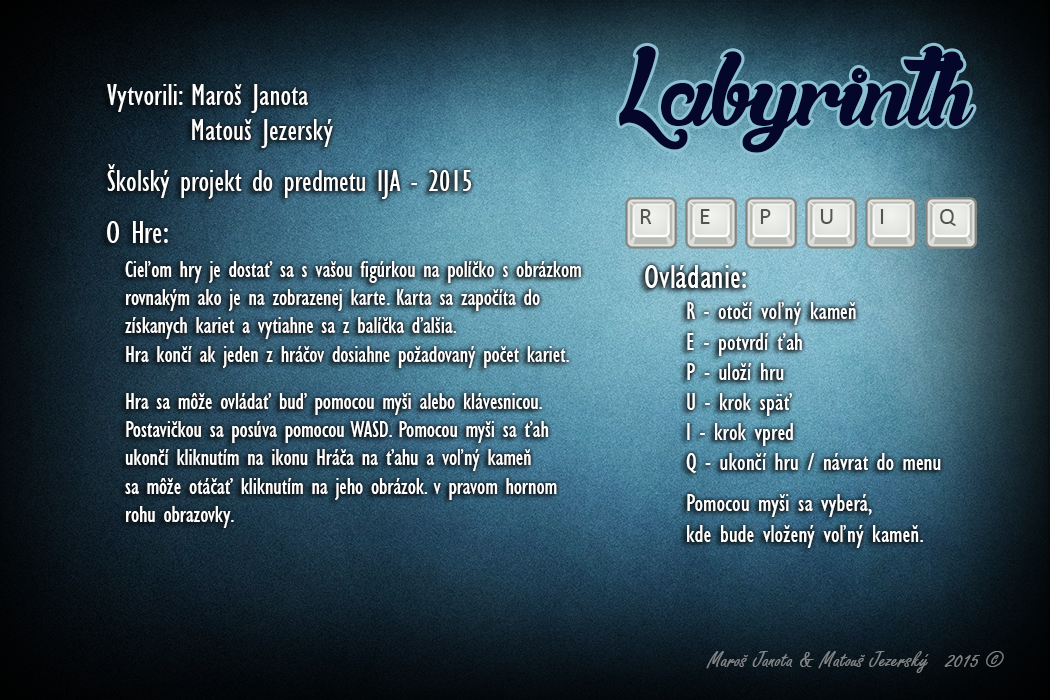 Labyrinth
Vytvorili: Maroš Janota
Matouš Jezerský
Školský projekt do predmetu IJA - 2015
O Hre:
Cieľom hry je dostať sa s vašou figúrkou na políčko s obrázkom
rovnakým ako je na zobrazenej karte. Karta sa započíta do
získanych kariet a vytiahne sa z balíčka ďalšia.
Hra končí ak jeden z hráčov dosiahne požadovaný počet kariet.
Hra sa môže ovládať buď pomocou myši alebo klávesnicou.
Postavičkou sa posúva pomocou WASD. Pomocou myši sa ťah
ukončí kliknutím na ikonu Hráča na ťahu a voľný kameň
sa môže otáčať kliknutím na jeho obrázok. v pravom hornom
rohu obrazovky.
R E P U I Q
Ovládanie:
R - otočí voľný kameň
E - potvrdí ťah
P - uloží hru
U - krok späť
I - krok vpred
Q - ukončí hru / návrat do menu
Pomocou myši sa vyberá,
kde bude vložený voľný kameň.
Maroš Janota & Matouš Jezerský 2015 ©